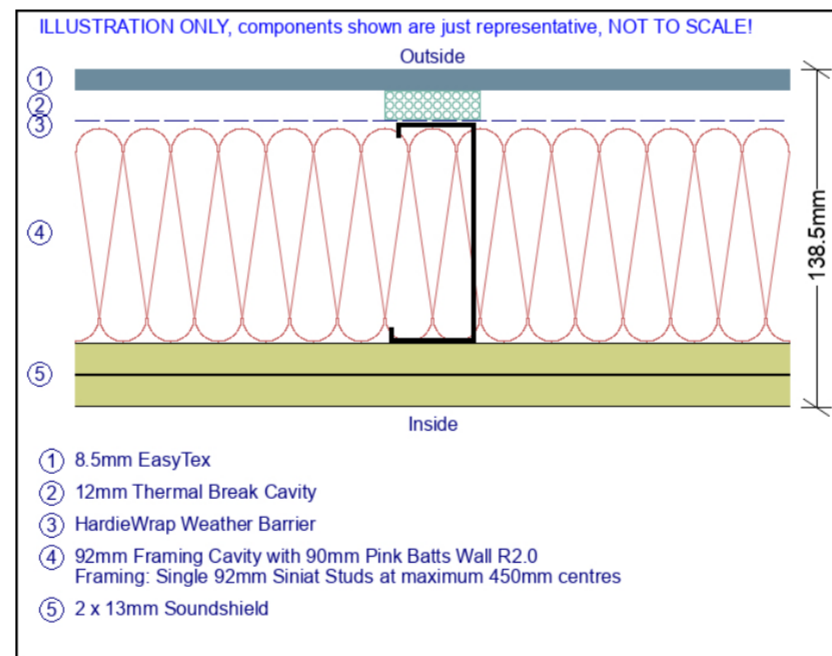 ILLUSTRATION ONLY, components shown are just representative, NOT TO SCALE!
Outside
1
2
3
4
5
138.5mm
Inside
1 8.5mm EasyTex
2 12mm Thermal Break Cavity
3 HardieWrap Weather Barrier
4 92mm Framing Cavity with 90mm Pink Batts Wall R2.0
Framing: Single 92mm Siniat Studs at maximum 450mm centres
5 2 x 13mm Soundshield